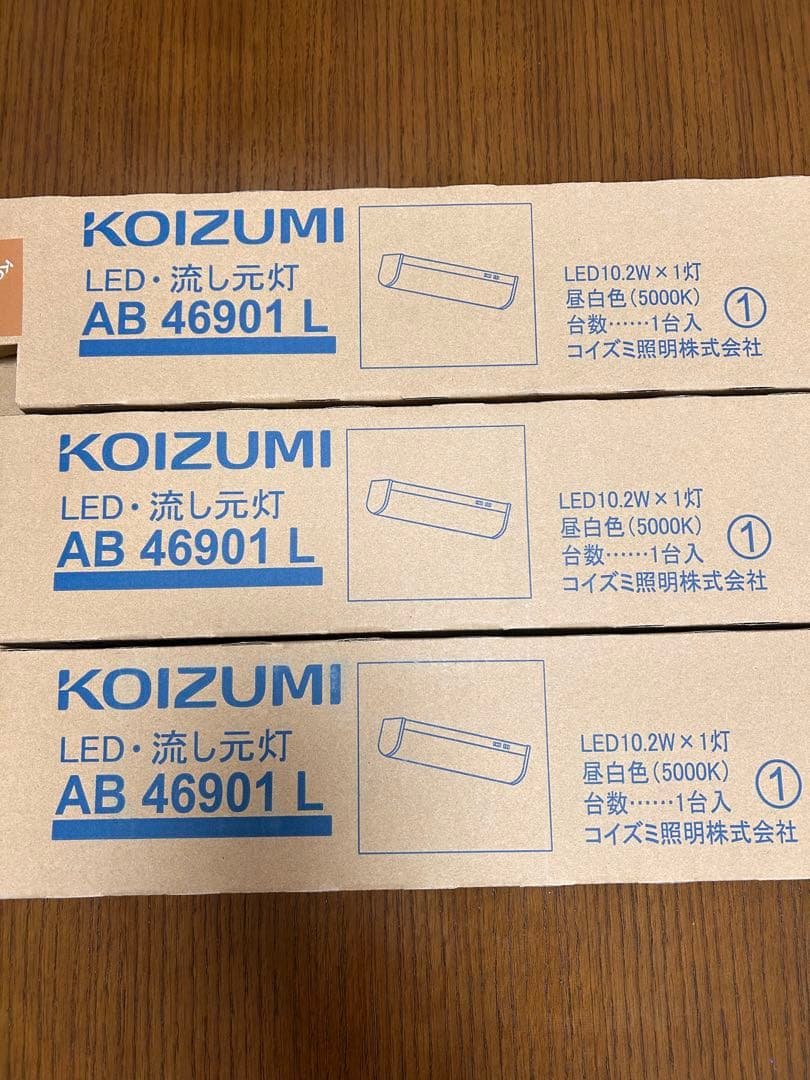 KOIZUMI
LED・流し元灯
AB 46901 L
LED10.2W×1灯
昼白色(5000K)
台数……1台入
コイズミ照明株式会社
①
KOIZUMI
LED・流し元灯
AB 46901 L
LED10.2W×1灯
昼白色(5000K)
台数……1台入
コイズミ照明株式会社
①
KOIZUMI
LED・流し元灯
AB 46901 L
LED10.2W×1灯
昼白色(5000K)
台数……1台入
コイズミ照明株式会社
①